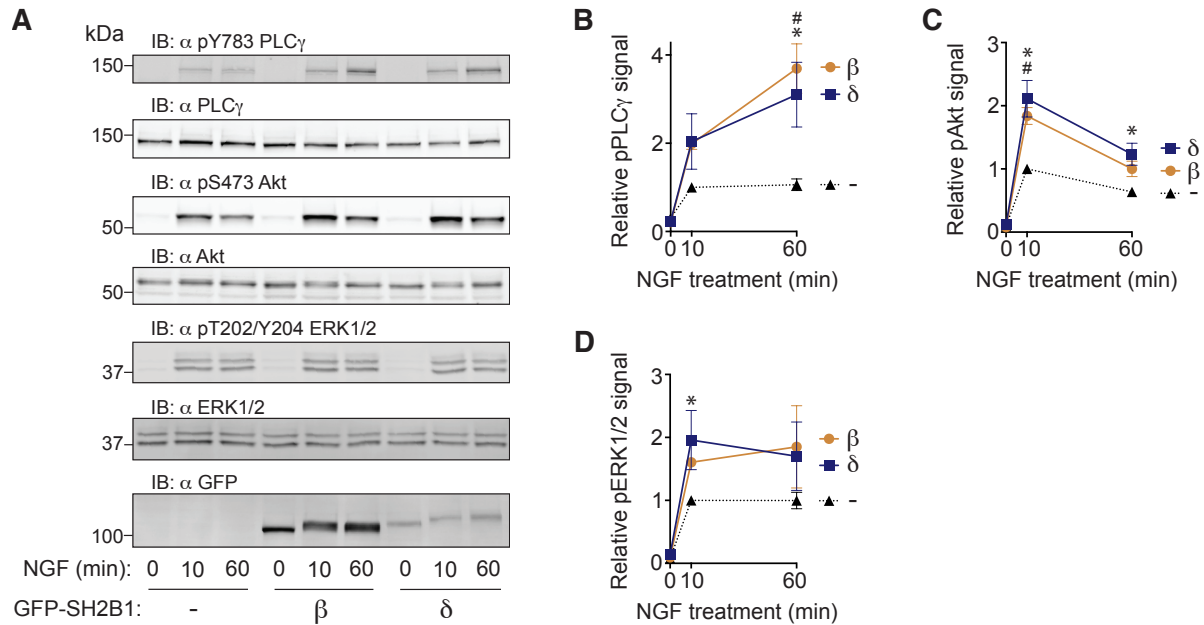 A
kDa
IB: α pY783 PLCγ
150
IB: α PLCγ
150
IB: α pS473 Akt
50
IB: α Akt
50
IB: α pT202/Y204 ERK1/2
37
IB: α ERK1/2
37
IB: α GFP
100
NGF (min): 0 10 60 0 10 60 0 10 60
GFP-SH2B1: - β δ
B
Relative pPLCγ signal
4
2
0
#
*
β
δ
-
0 10 60
NGF treatment (min)
C
Relative pAkt signal
3
2
1
0
*
#
*
δ
β
-
0 10 60
NGF treatment (min)
D
Relative pERK1/2 signal
3
2
1
0
*
β
δ
-
0 10 60
NGF treatment (min)